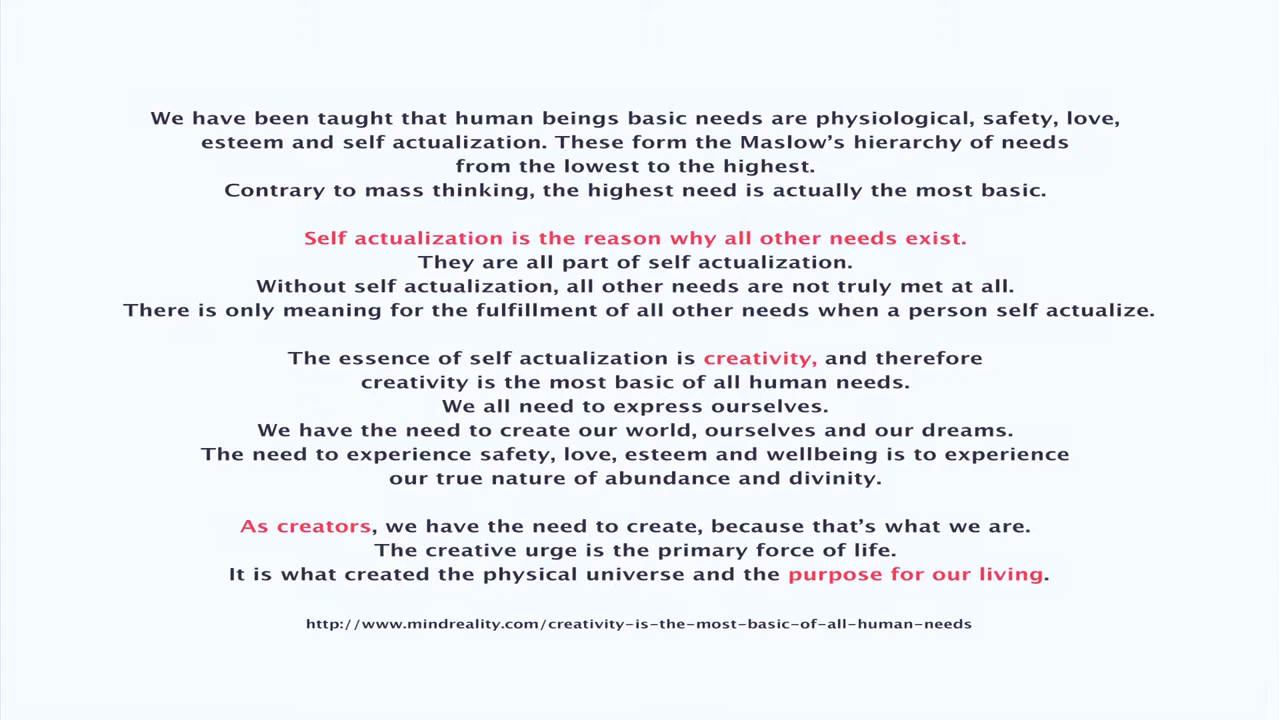 We have been taught that human beings basic needs are physiological, safety, love,
esteem and self actualization. These form the Maslow’s hierarchy of needs
from the lowest to the highest.
Contrary to mass thinking, the highest need is actually the most basic.
Self actualization is the reason why all other needs exist.
They are all part of self actualization.
Without self actualization, all other needs are not truly met at all.
There is only meaning for the fulfillment of all other needs when a person self actualize.
The essence of self actualization is creativity, and therefore
creativity is the most basic of all human needs.
We all need to express ourselves.
We have the need to create our world, ourselves and our dreams.
The need to experience safety, love, esteem and wellbeing is to experience
our true nature of abundance and divinity.
As creators, we have the need to create, because that’s what we are.
The creative urge is the primary force of life.
It is what created the physical universe and the purpose for our living.
http://www.mindreality.com/creativity-is-the-most-basic-of-all-human-needs